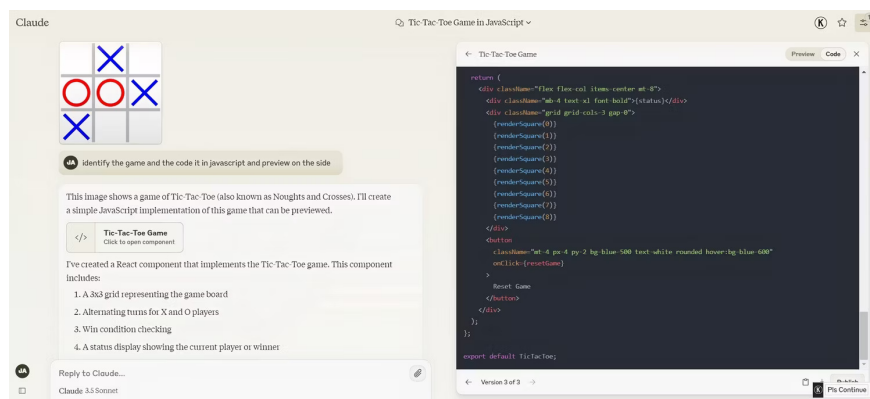 Claude
Tic-Tac-Toe Game in JavaScript
K
JA identify the game and the code it in javascript and preview on the side
This image shows a game of Tic-Tac-Toe (also known as Noughts and Crosses). I'll create
a simple JavaScript implementation of this game that can be previewed.
</> Tic-Tac-Toe Game
Click to open component
I've created a React component that implements the Tic-Tac-Toe game. This component
includes:
1. A 3x3 grid representing the game board
2. Alternating turns for X and O players
3. Win condition checking
4. A status display showing the current player or winner
JA
Reply to Claude...
Claude 3.5 Sonnet
Tic-Tac-Toe Game
Preview Code
return (
<div className="flex flex-col items-center mt-8">
<div className="mb-4 text-xl font-bold">{status}</div>
<div className="grid grid-cols-3 gap-0">
{renderSquare(0)}
{renderSquare(1)}
{renderSquare(2)}
{renderSquare(3)}
{renderSquare(4)}
{renderSquare(5)}
{renderSquare(6)}
{renderSquare(7)}
{renderSquare(8)}
</div>
<button
className="mt-4 px-4 py-2 bg-blue-500 text-white rounded hover:bg-blue-600"
onClick={resetGame}
>
Reset Game
</button>
</div>
);
};
export default TicTacToe;
Version 3 of 3
K Pls Continue